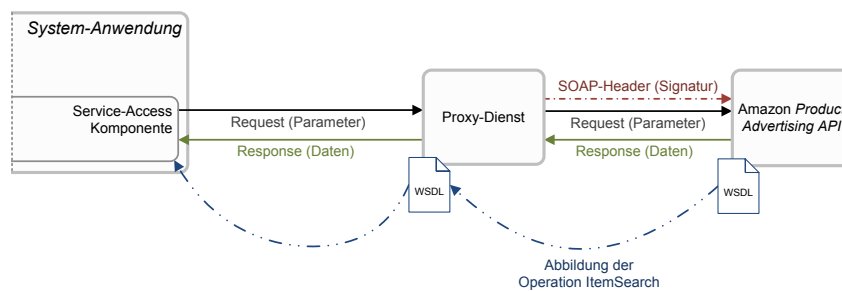 System-Anwendung
Service-Access
Komponente
Request (Parameter)
Response (Daten)
Proxy-Dienst
SOAP-Header (Signatur)
Request (Parameter)
Response (Daten)
Amazon Product
Advertising API
WSDL
WSDL
Abbildung der
Operation ItemSearch